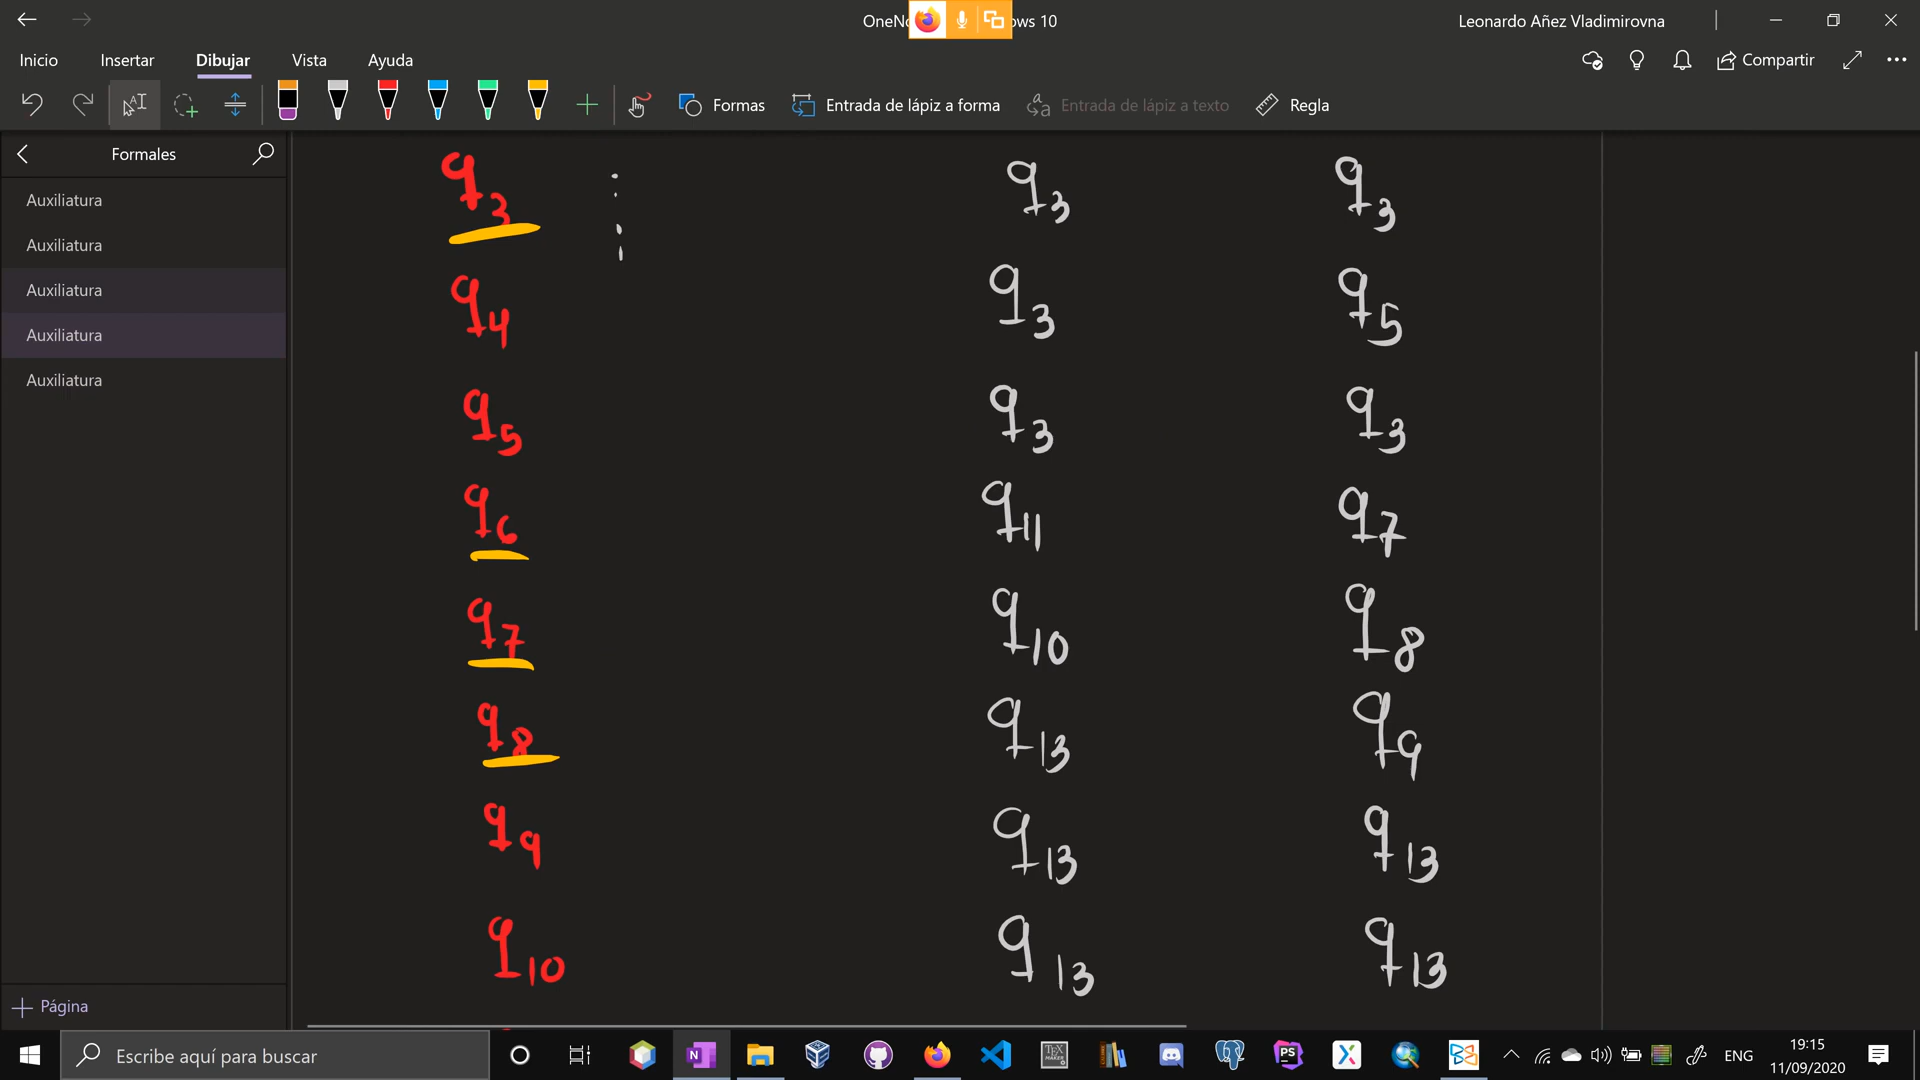 OneNo
ows 10
Leonardo Añez Vladimirovna
Inicio Insertar Dibujar Vista Ayuda
Compartir
Formas Entrada de lápiz a forma Entrada de lápiz a texto Regla
Formales
Auxiliatura
Auxiliatura
Auxiliatura
Auxiliatura
Auxiliatura
Página
q3 q3 q3
q4 q3 q5
q5 q3 q3
q6 q11 q7
q7 q10 q8
q8 q13 q9
q9 q13 q13
q10 q13 q13
Escribe aquí para buscar
ENG
19:15
11/09/2020